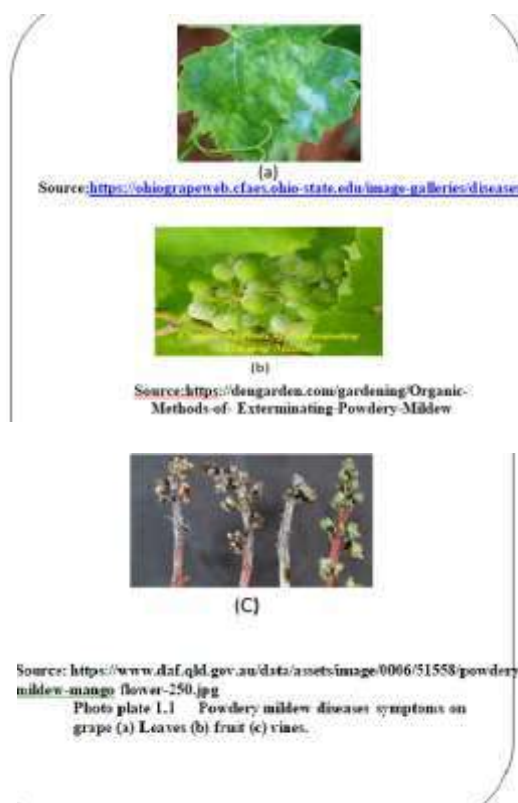 (a)
Source:https://ohiograpeweb.cfaes.ohio-state.edu/image-galleries/diseases
(b)
Source:https://dengarden.com/gardening/Organic-
Methods-of- Exterminating-Powdery-Mildew
(C)
Source: https://www.daf.qld.gov.au/data/assets/image/0006/51558/powdery
mildew-mango flower-250.jpg
Photo plate 1.1 Powdery mildew diseases symptoms on
grape (a) Leaves (b) fruit (c) vines.